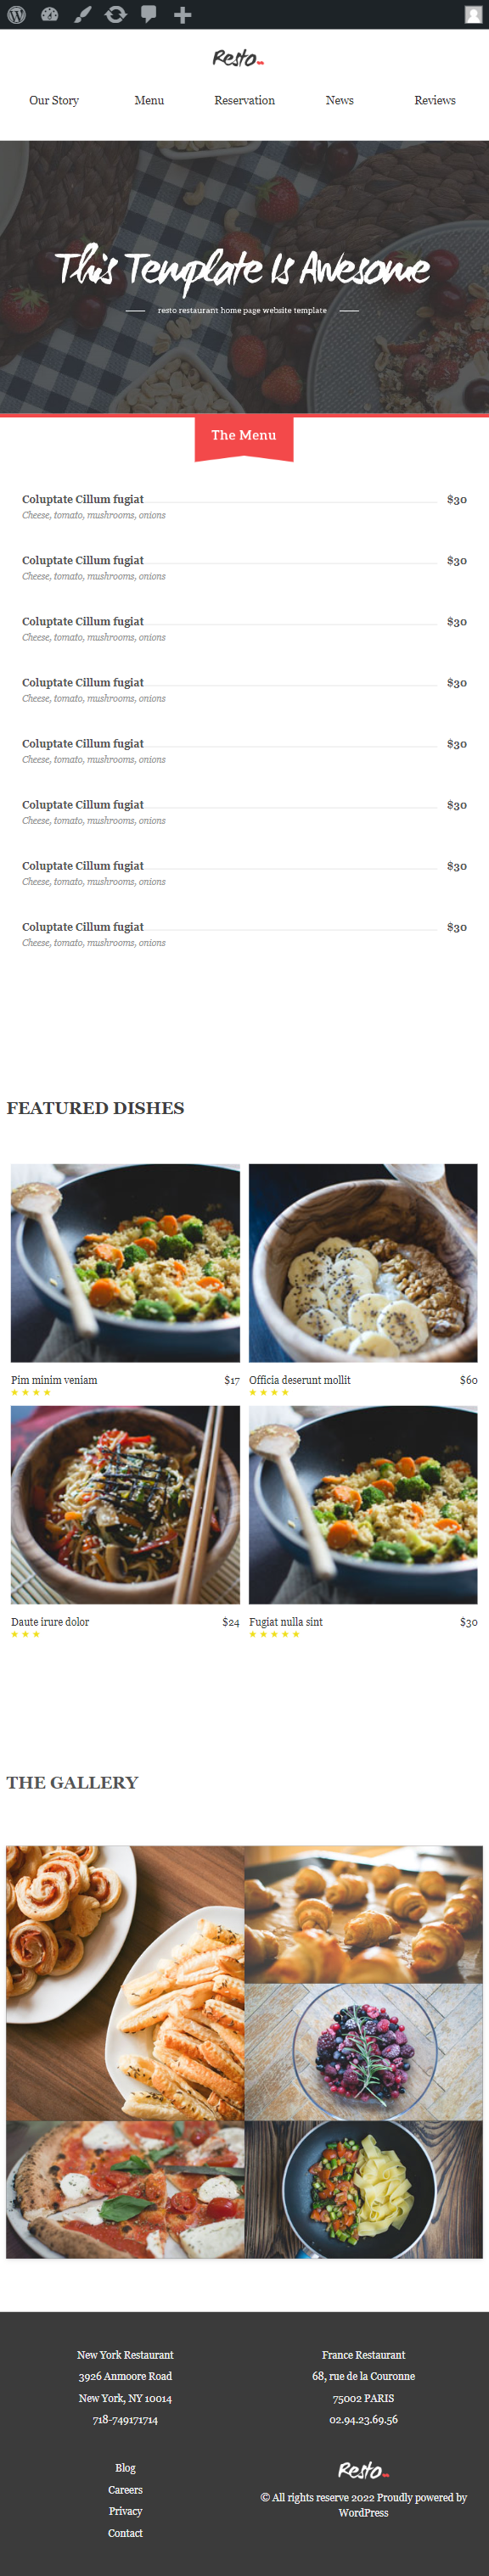 Resto
Our Story Menu Reservation News Reviews
This Template Is Awesome
resto restaurant home page website template
The Menu
Coluptate Cillum fugiat $30
Cheese, tomato, mushrooms, onions
Coluptate Cillum fugiat $30
Cheese, tomato, mushrooms, onions
Coluptate Cillum fugiat $30
Cheese, tomato, mushrooms, onions
Coluptate Cillum fugiat $30
Cheese, tomato, mushrooms, onions
Coluptate Cillum fugiat $30
Cheese, tomato, mushrooms, onions
Coluptate Cillum fugiat $30
Cheese, tomato, mushrooms, onions
Coluptate Cillum fugiat $30
Cheese, tomato, mushrooms, onions
Coluptate Cillum fugiat $30
Cheese, tomato, mushrooms, onions
FEATURED DISHES
Pim minim veniam $17
Officia deserunt mollit $60
Daute irure dolor $24
Fugiat nulla sint $30
THE GALLERY
New York Restaurant
3926 Anmoore Road
New York, NY 10014
718-749171714
France Restaurant
68, rue de la Couronne
75002 PARIS
02.94.23.69.56
Blog
Careers
Privacy
Contact
Resto
© All rights reserve 2022 Proudly powered by
WordPress